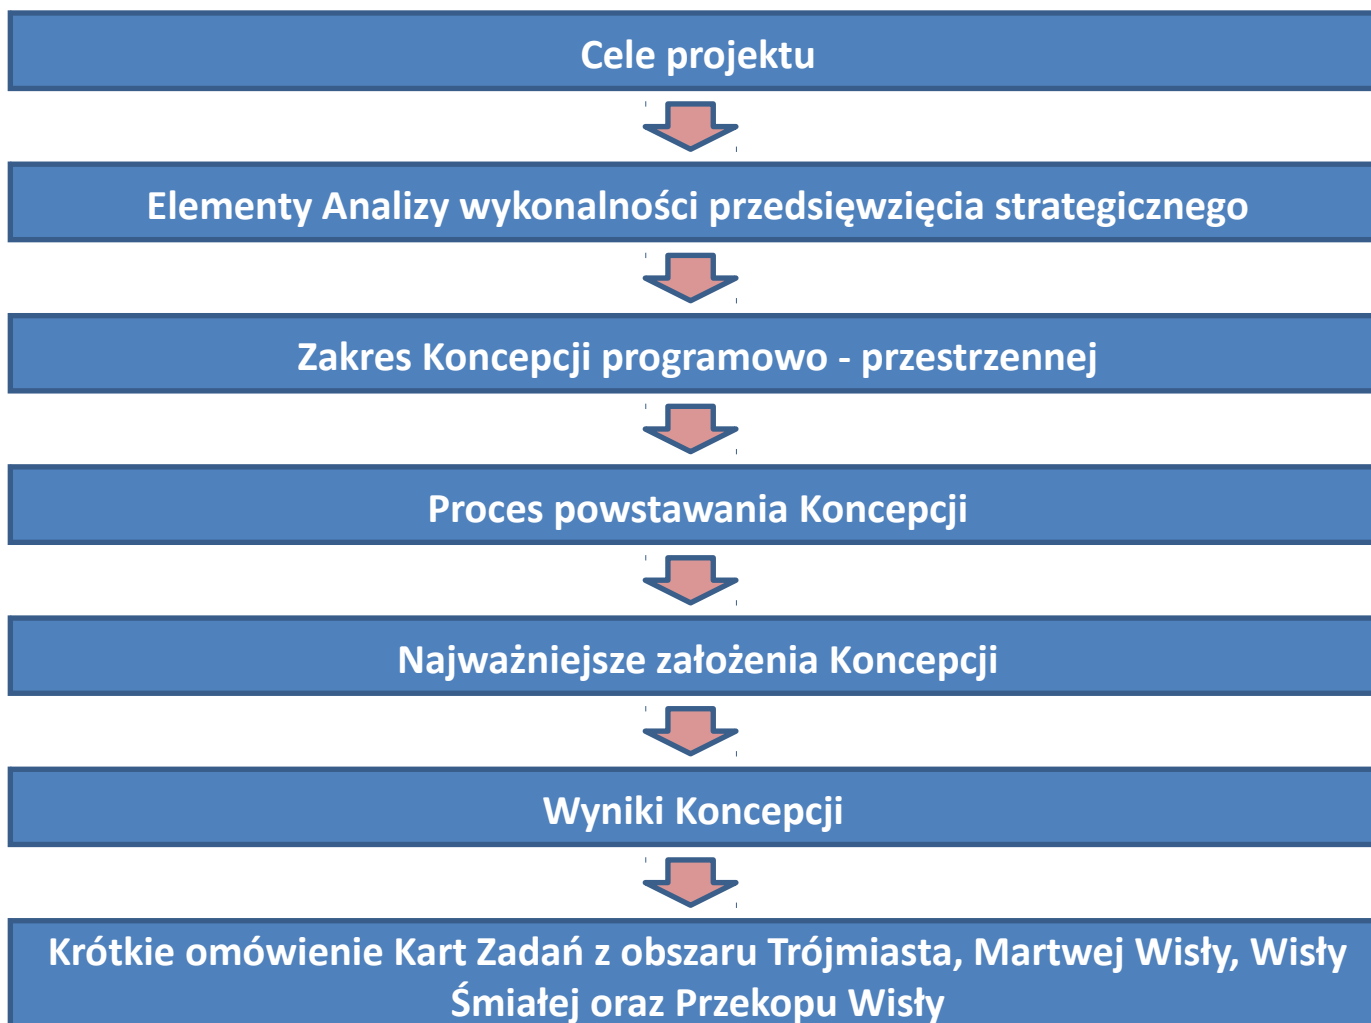 Cele projektu
Elementy Analizy wykonalności przedsięwzięcia strategicznego
Zakres Koncepcji programowo - przestrzennej
Proces powstawania Koncepcji
Najważniejsze założenia Koncepcji
Wyniki Koncepcji
Krótkie omówienie Kart Zadań z obszaru Trójmiasta, Martwej Wisły, Wisły
Śmiałej oraz Przekopu Wisły